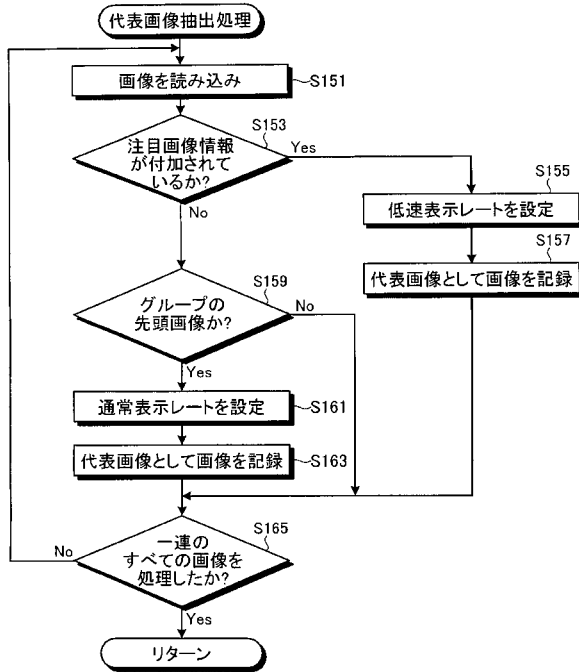 代表画像抽出処理
画像を読み込み
S151
注目画像情報
が付加されて
いるか?
S153
Yes
No
低速表示レートを設定
S155
代表画像として画像を記録
S157
グループの
先頭画像か?
S159
No
Yes
通常表示レートを設定
S161
代表画像として画像を記録
S163
一連の
すべての画像を
処理したか?
S165
No
Yes
リターン